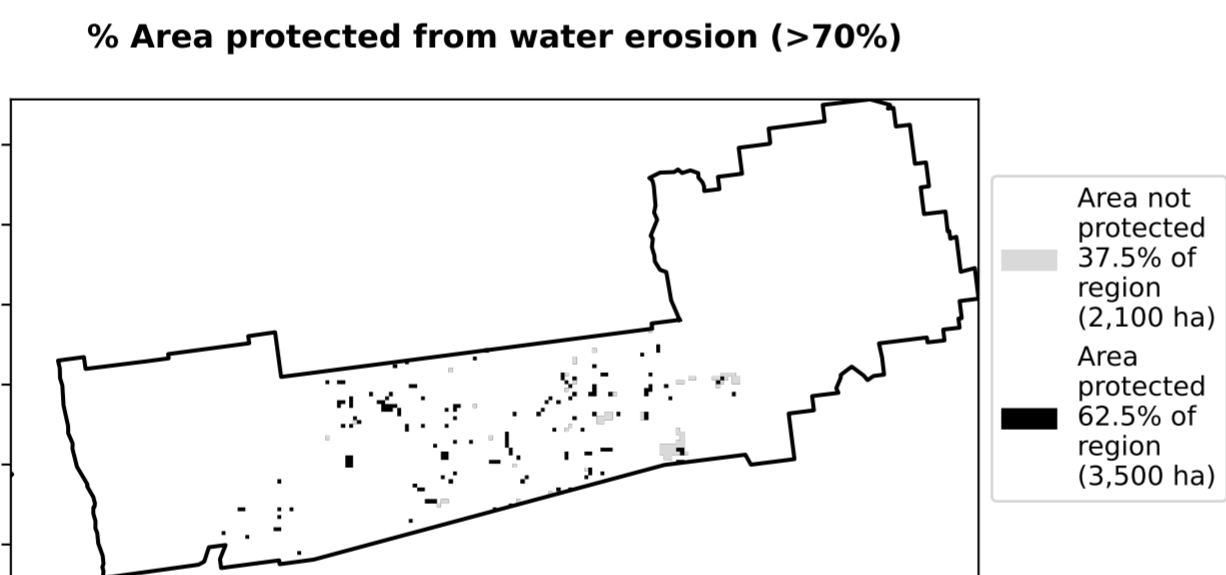 % Area protected from water erosion (>70%)
Area not
protected
37.5% of
region
(2,100 ha)
Area
protected
62.5% of
region
(3,500 ha)